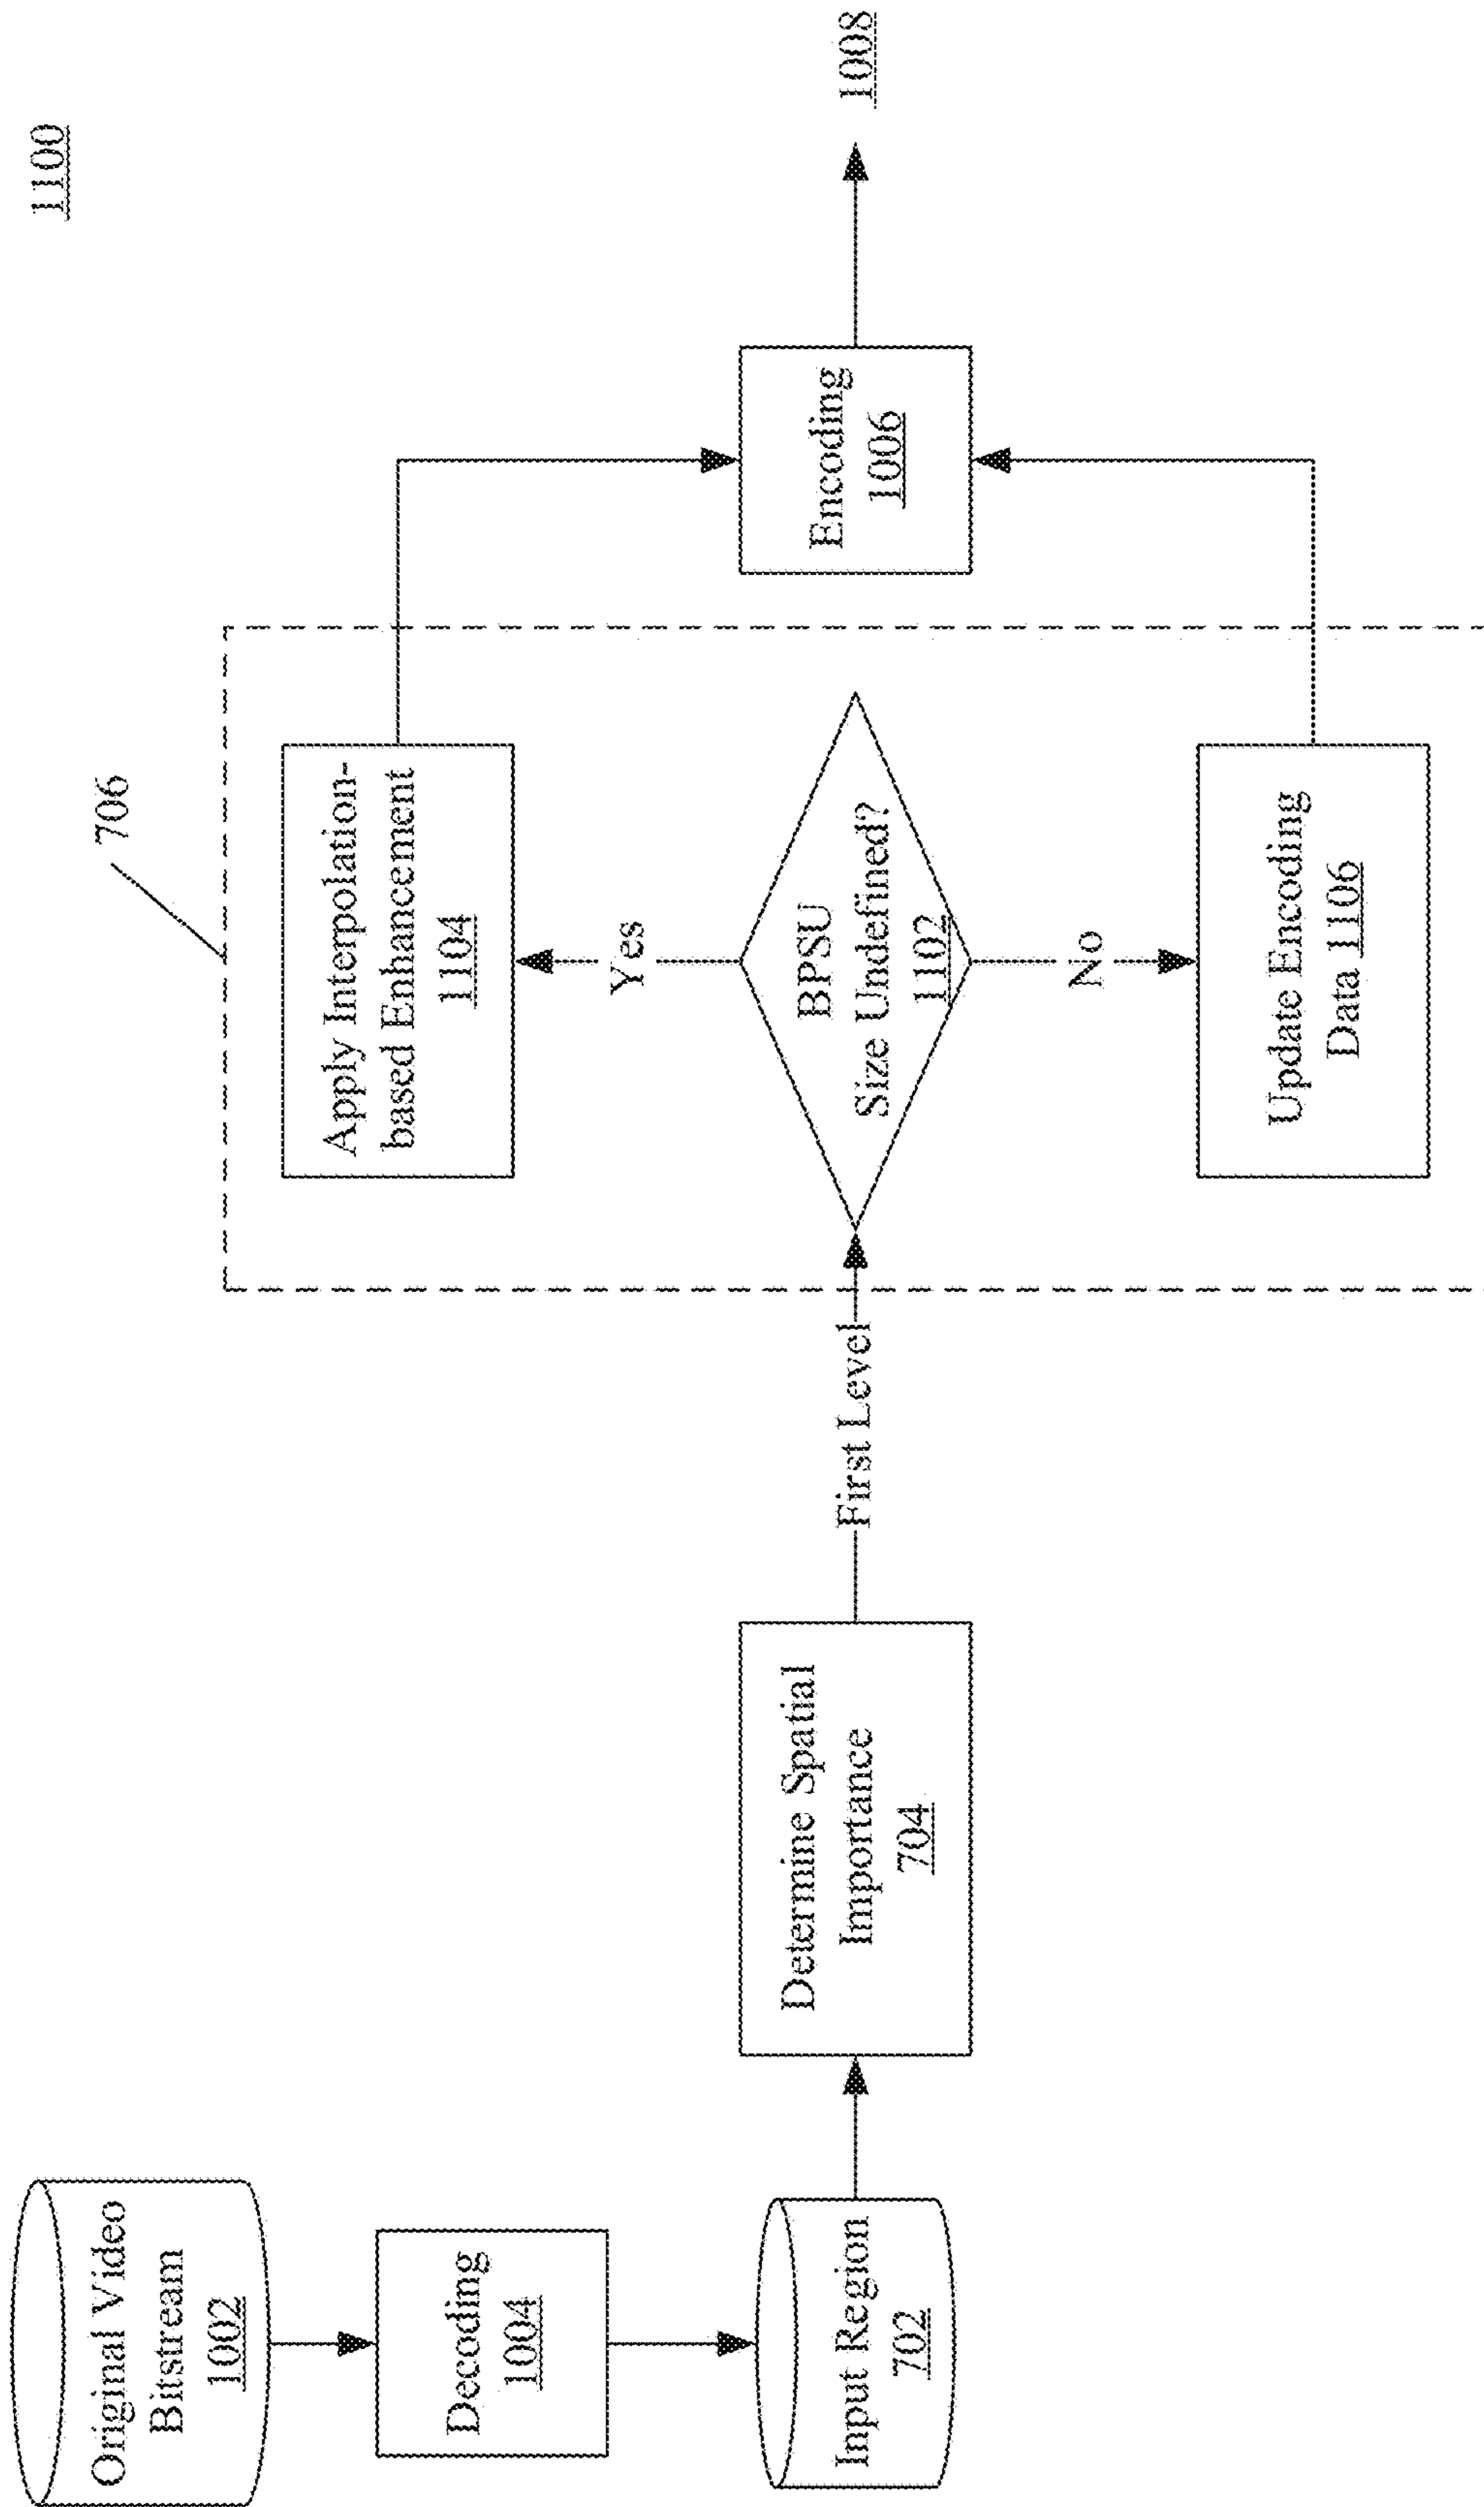 1100
Original Video
Bitstream
1002
Decoding
1004
Input Region
702
Determine Spatial
Importance
704
First Level
706
BPSU
Size Undefined?
1102
Yes
Apply Interpolation-
based Enhancement
1104
No
Update Encoding
Data 1106
Encoding
1006
1008